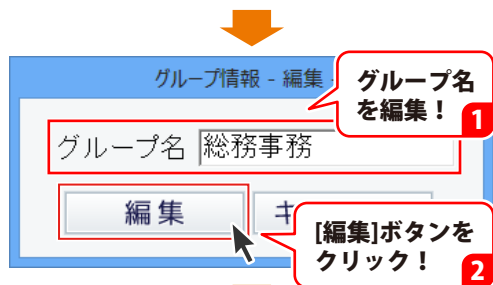 グループ情報 - 編集 -
グループ名
を編集！
1
グループ名 総務事務
編集
キ
[編集]ボタンを
クリック！
2